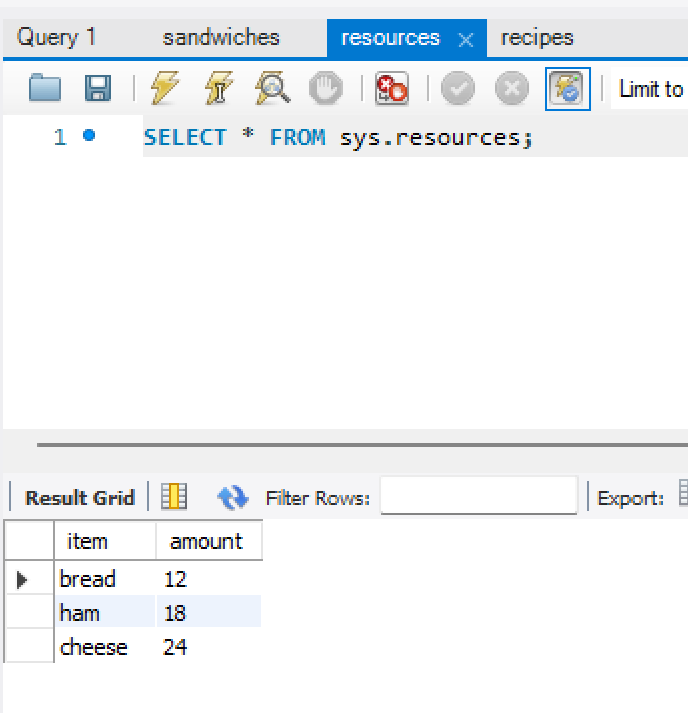 Query 1 sandwiches resources recipes
Limit to
1 SELECT * FROM sys.resources;
Result Grid Filter Rows: Export:
item amount
bread 12
ham 18
cheese 24